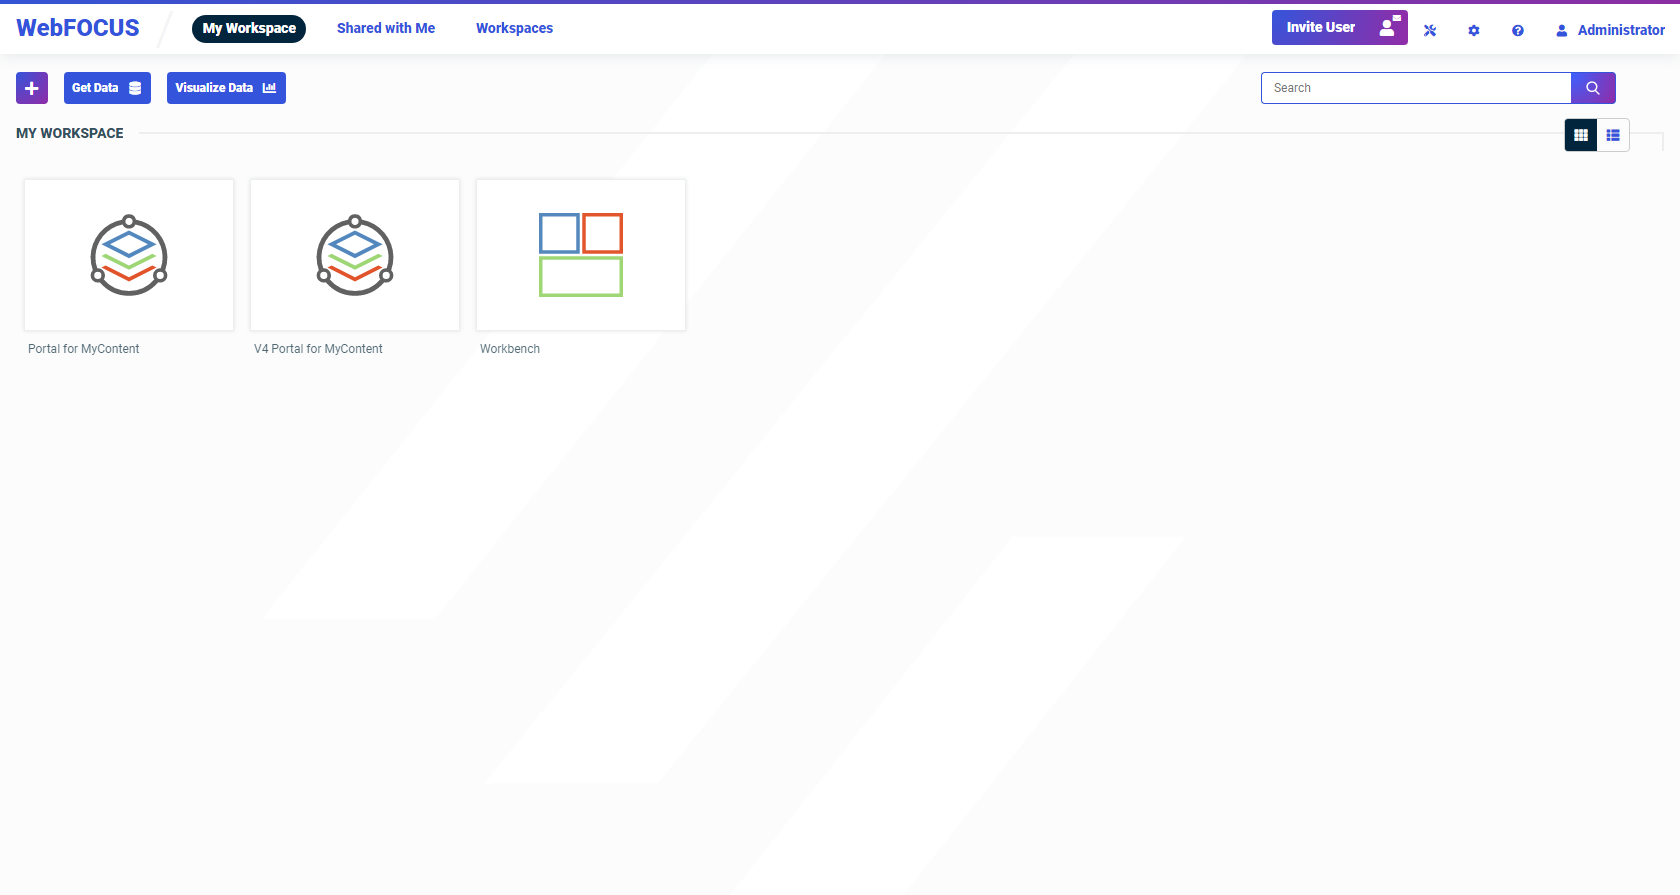 WebFOCUS
My Workspace
Shared with Me
Workspaces
Invite User
Administrator
Get Data
Visualize Data
Search
MY WORKSPACE
Portal for MyContent
V4 Portal for MyContent
Workbench